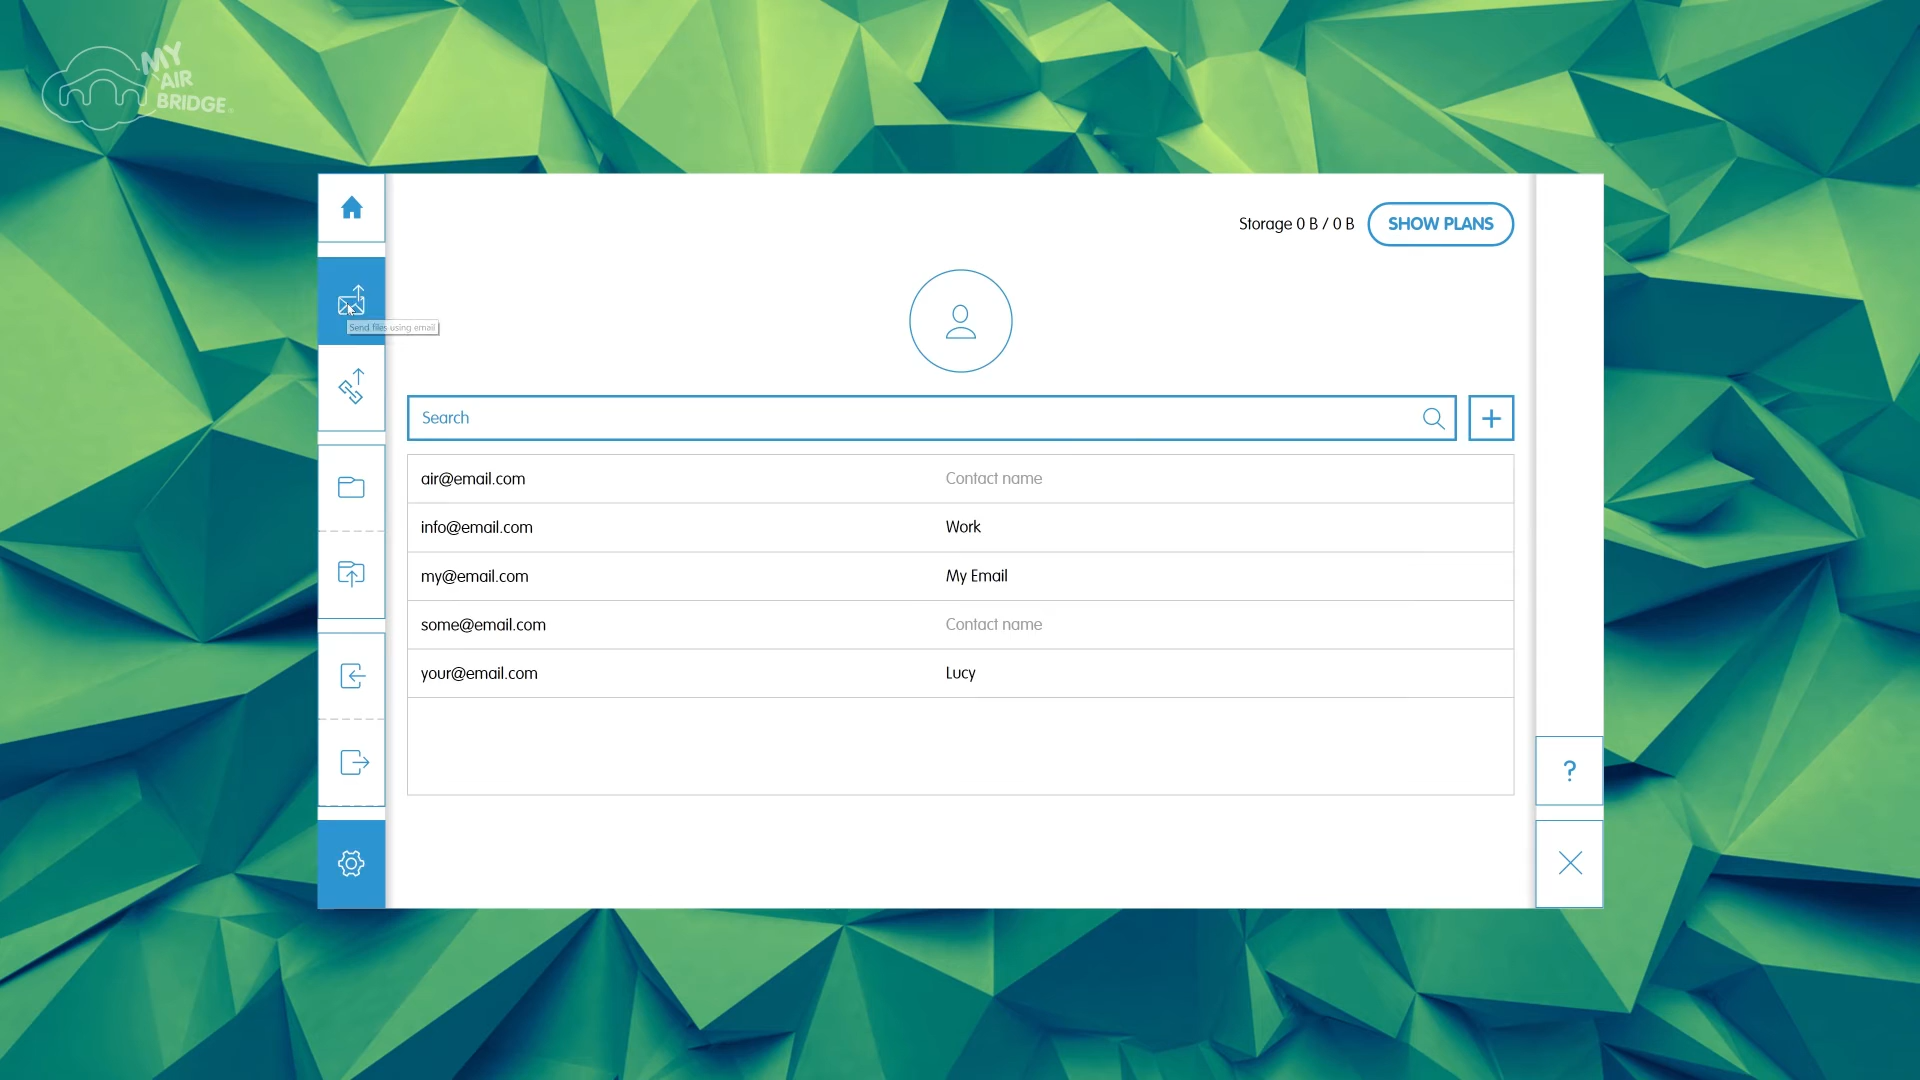 MY
AIR
BRIDGE
Storage 0 B / 0 B
SHOW PLANS
Send files using email
Search
+
air@email.com Contact name
info@email.com Work
my@email.com My Email
some@email.com Contact name
your@email.com Lucy
?